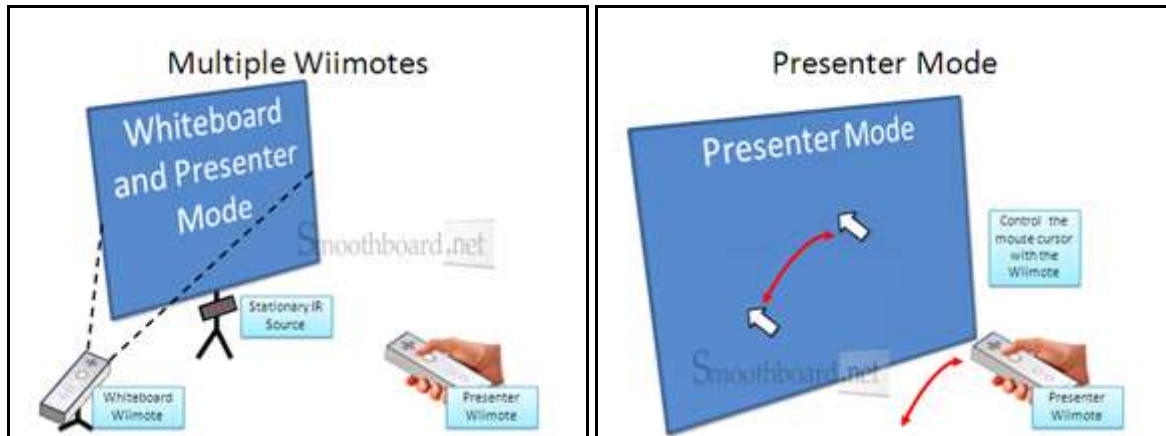 Multiple Wiimotes
Whiteboard
and Presenter
Mode
Smoothboard.net
Stationary IR
Source
Whiteboard
Wiimote
Presenter
Wiimote
Presenter Mode
Presenter Mode
Control the
mouse cursor
with the
Wiimote
Smoothboard.net
Presenter
Wiimote